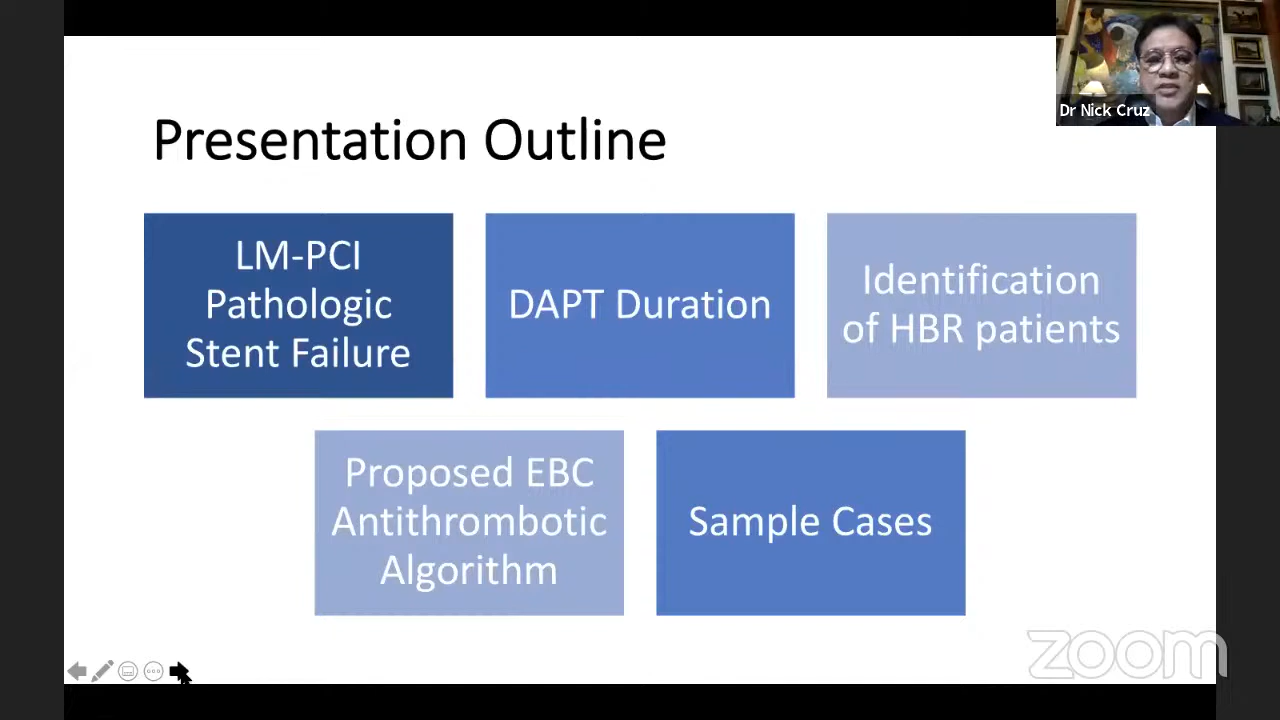 Dr Nick Cruz
Presentation Outline
LM-PCI
Pathologic
Stent Failure
DAPT Duration
Identification
of HBR patients
Proposed EBC
Antithrombotic
Algorithm
Sample Cases
zoom